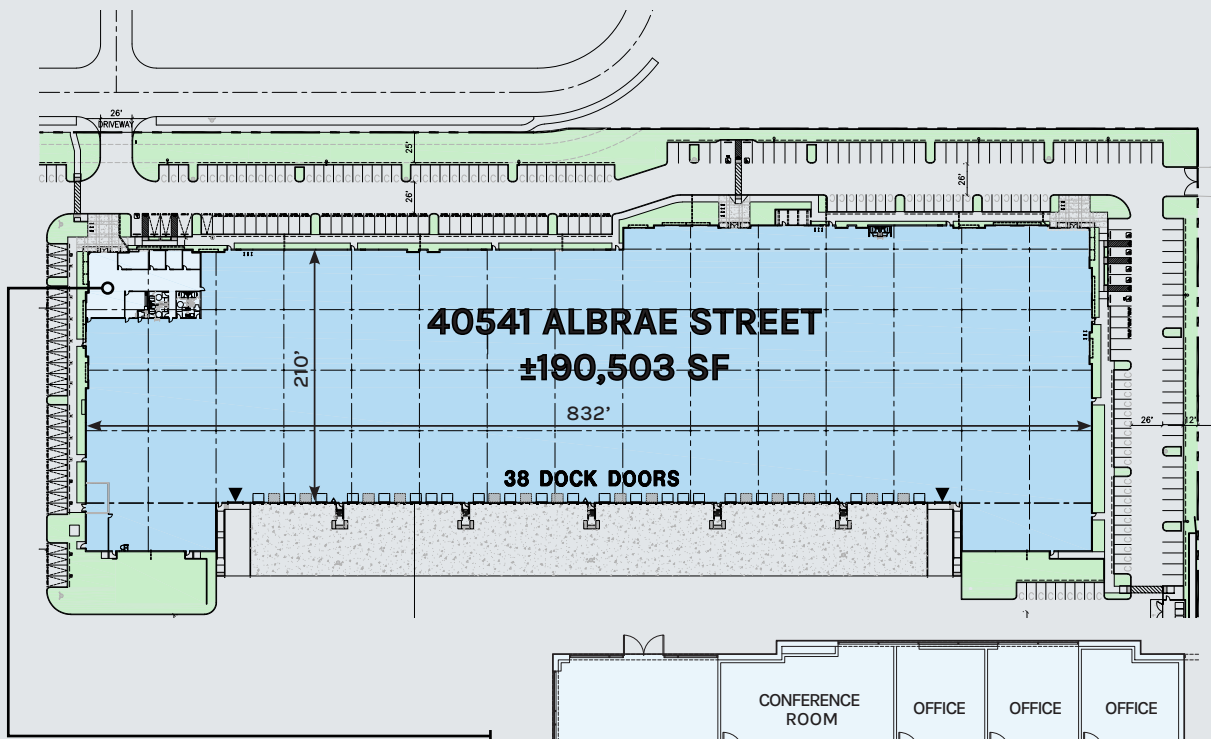 26'
DRIVEWAY
25'
26'
26'
40541 ALBRAE STREET
±190,503 SF
210'
832'
26'
2'
38 DOCK DOORS
CONFERENCE
ROOM
OFFICE
OFFICE
OFFICE